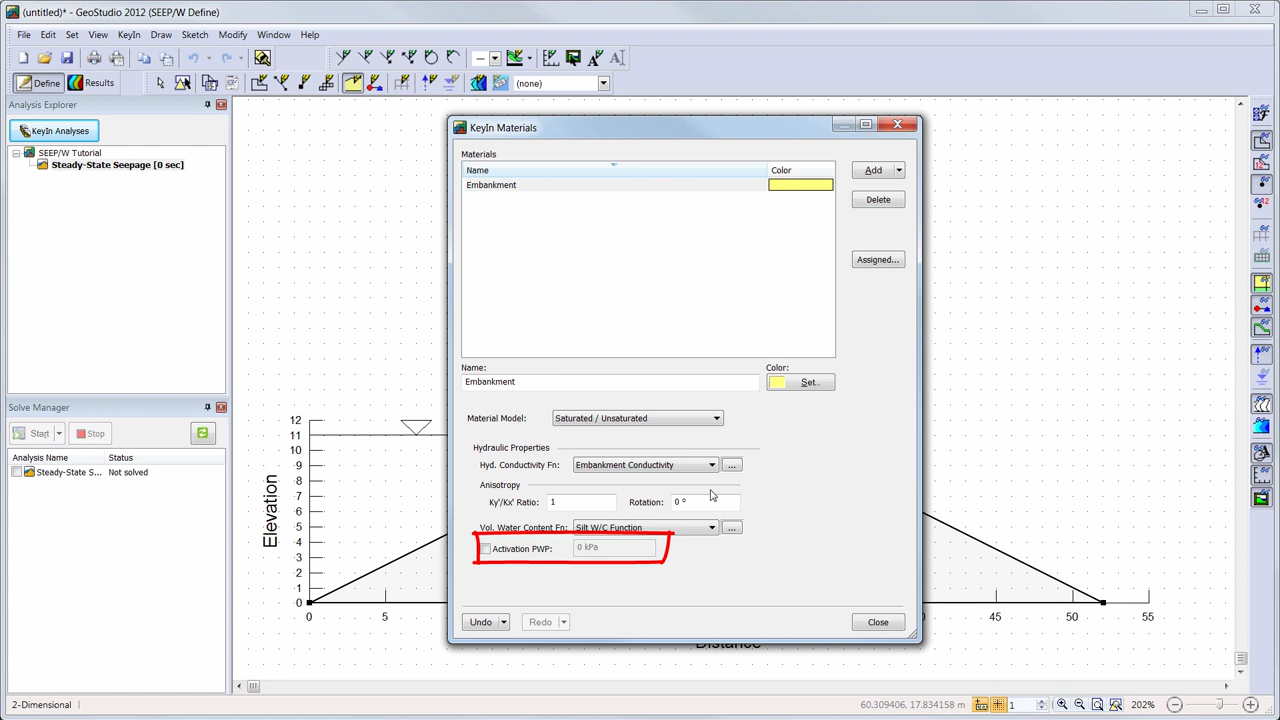 (untitled)* - GeoStudio 2012 (SEEP/W Define)
File Edit Set View KeyIn Draw Sketch Modify Window Help
Define Results (none)
Analysis Explorer
KeyIn Analyses
SEEP/W Tutorial
Steady-State Seepage [0 sec]
Solve Manager
Start Stop
Analysis Name Status
Steady-State S... Not solved
KeyIn Materials
Materials
Name Color
Embankment
Add
Delete
Assigned...
Name: Color:
Embankment Set...
Material Model: Saturated / Unsaturated
Hydraulic Properties
Hyd. Conductivity Fn: Embankment Conductivity ...
Anisotropy
Ky'/Kx' Ratio: 1 Rotation: 0 °
Vol. Water Content Fn: Silt W/C Function ...
Activation PWP: 0 kPa
Undo Redo Close
12
11
10
9
8
7
6
5
4
3
2
1
0
Elevation
0 5 45 50 55
Distance
2-Dimensional 60.309406, 17.834158 m 1 202%